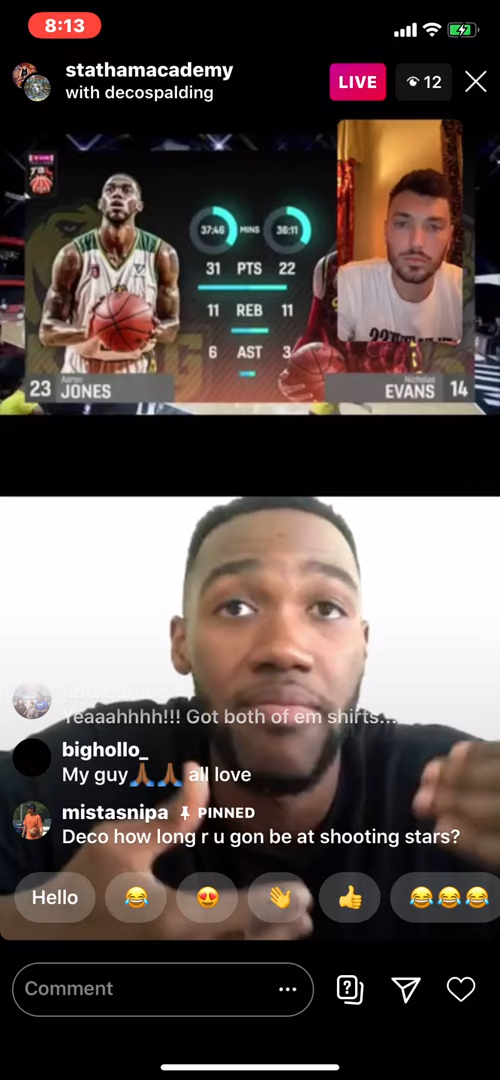 8:13
stathamacademy
with decospalding
LIVE
12
37:46 MINS 36:11
31 PTS 22
11 REB 11
6 AST 3
23 Aaron JONES
Nicholas EVANS 14
Yeaaahhhh!!! Got both of em shirts...
bighollo_
My guy🙏🏾🙏🏾 all love
mistasnipa PINNED
Deco how long r u gon be at shooting stars?
Hello 😂 😍 👋 👍 😂😂😂
Comment